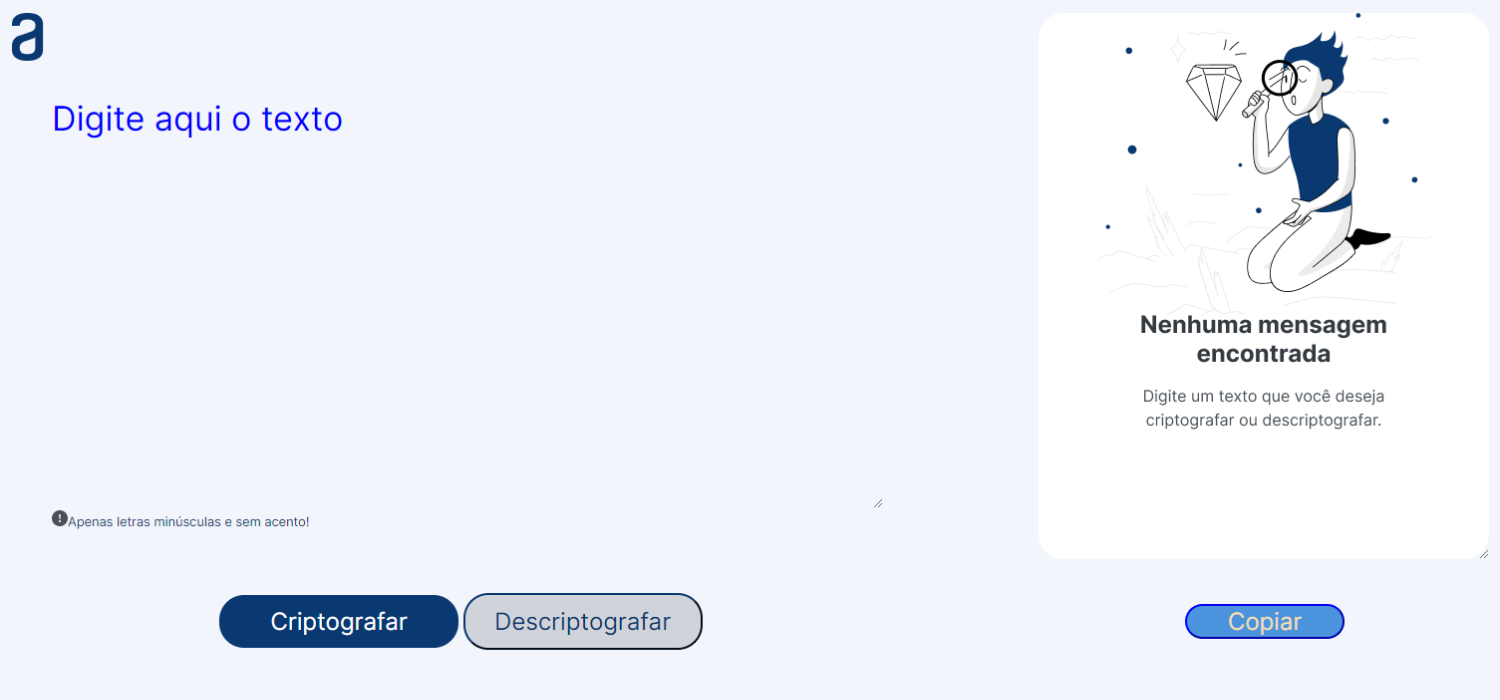 a
Digite aqui o texto
Apenas letras minúsculas e sem acento!
Criptografar
Descriptografar
Nenhuma mensagem
encontrada
Digite um texto que você deseja
criptografar ou descriptografar.
Copiar